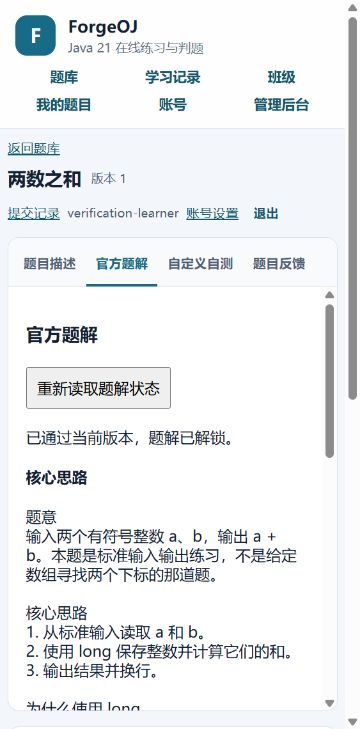 F
ForgeOJ
Java 21 在线练习与判题
题库 学习记录 班级
我的题目 账号 管理后台
返回题库
两数之和 版本 1
提交记录 verification-learner 账号设置 退出
题目描述 官方题解 自定义自测 题目反馈
官方题解
重新读取题解状态
已通过当前版本，题解已解锁。
核心思路
题意
输入两个有符号整数 a、b，输出 a +
b。本题是标准输入输出练习，不是给定
数组寻找两个下标的那道题。
核心思路
1. 从标准输入读取 a 和 b。
2. 使用 long 保存整数并计算它们的和。
3. 输出结果并换行。
为什么使用 long